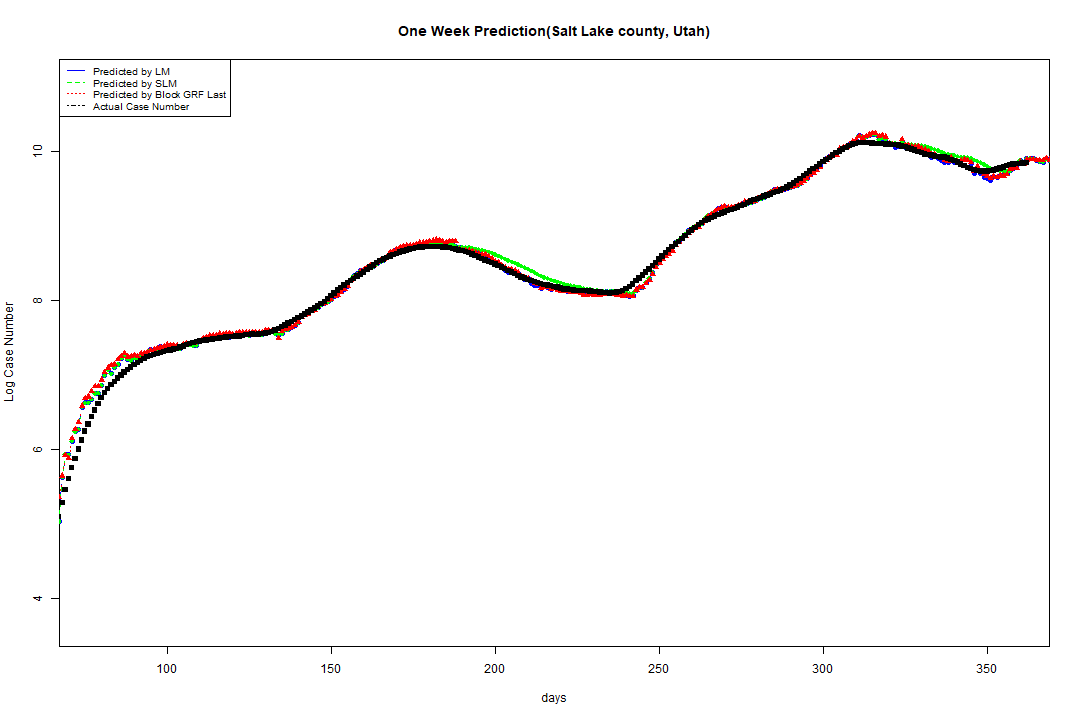 One Week Prediction(Salt Lake county, Utah)
Predicted by LM
Predicted by SLM
Predicted by Block GRF Last
Actual Case Number
10
8
6
4
Log Case Number
100 150 200 250 300 350
days